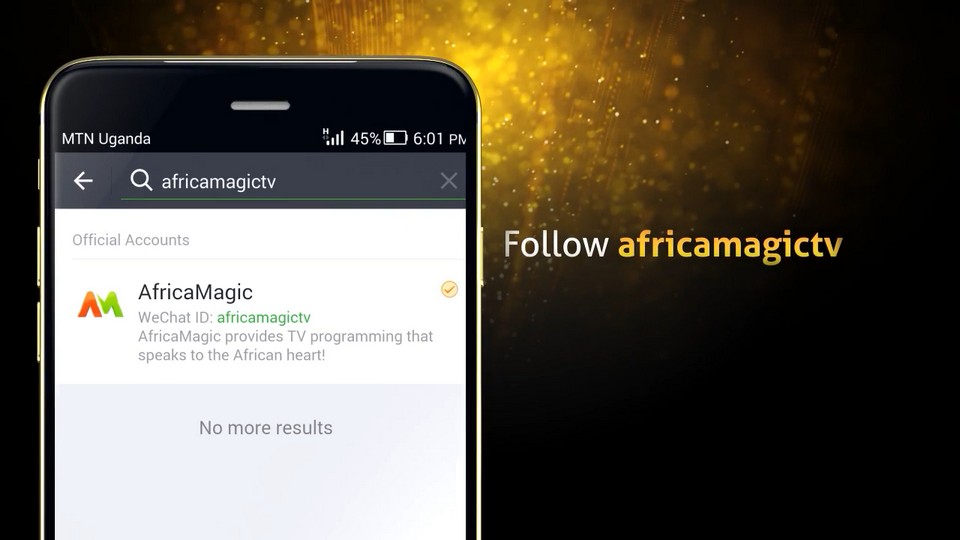 MTN Uganda H 45% 6:01 PM
africamagictv
Official Accounts
AfricaMagic
WeChat ID: africamagictv
AfricaMagic provides TV programming that
speaks to the African heart!
No more results
Follow africamagictv